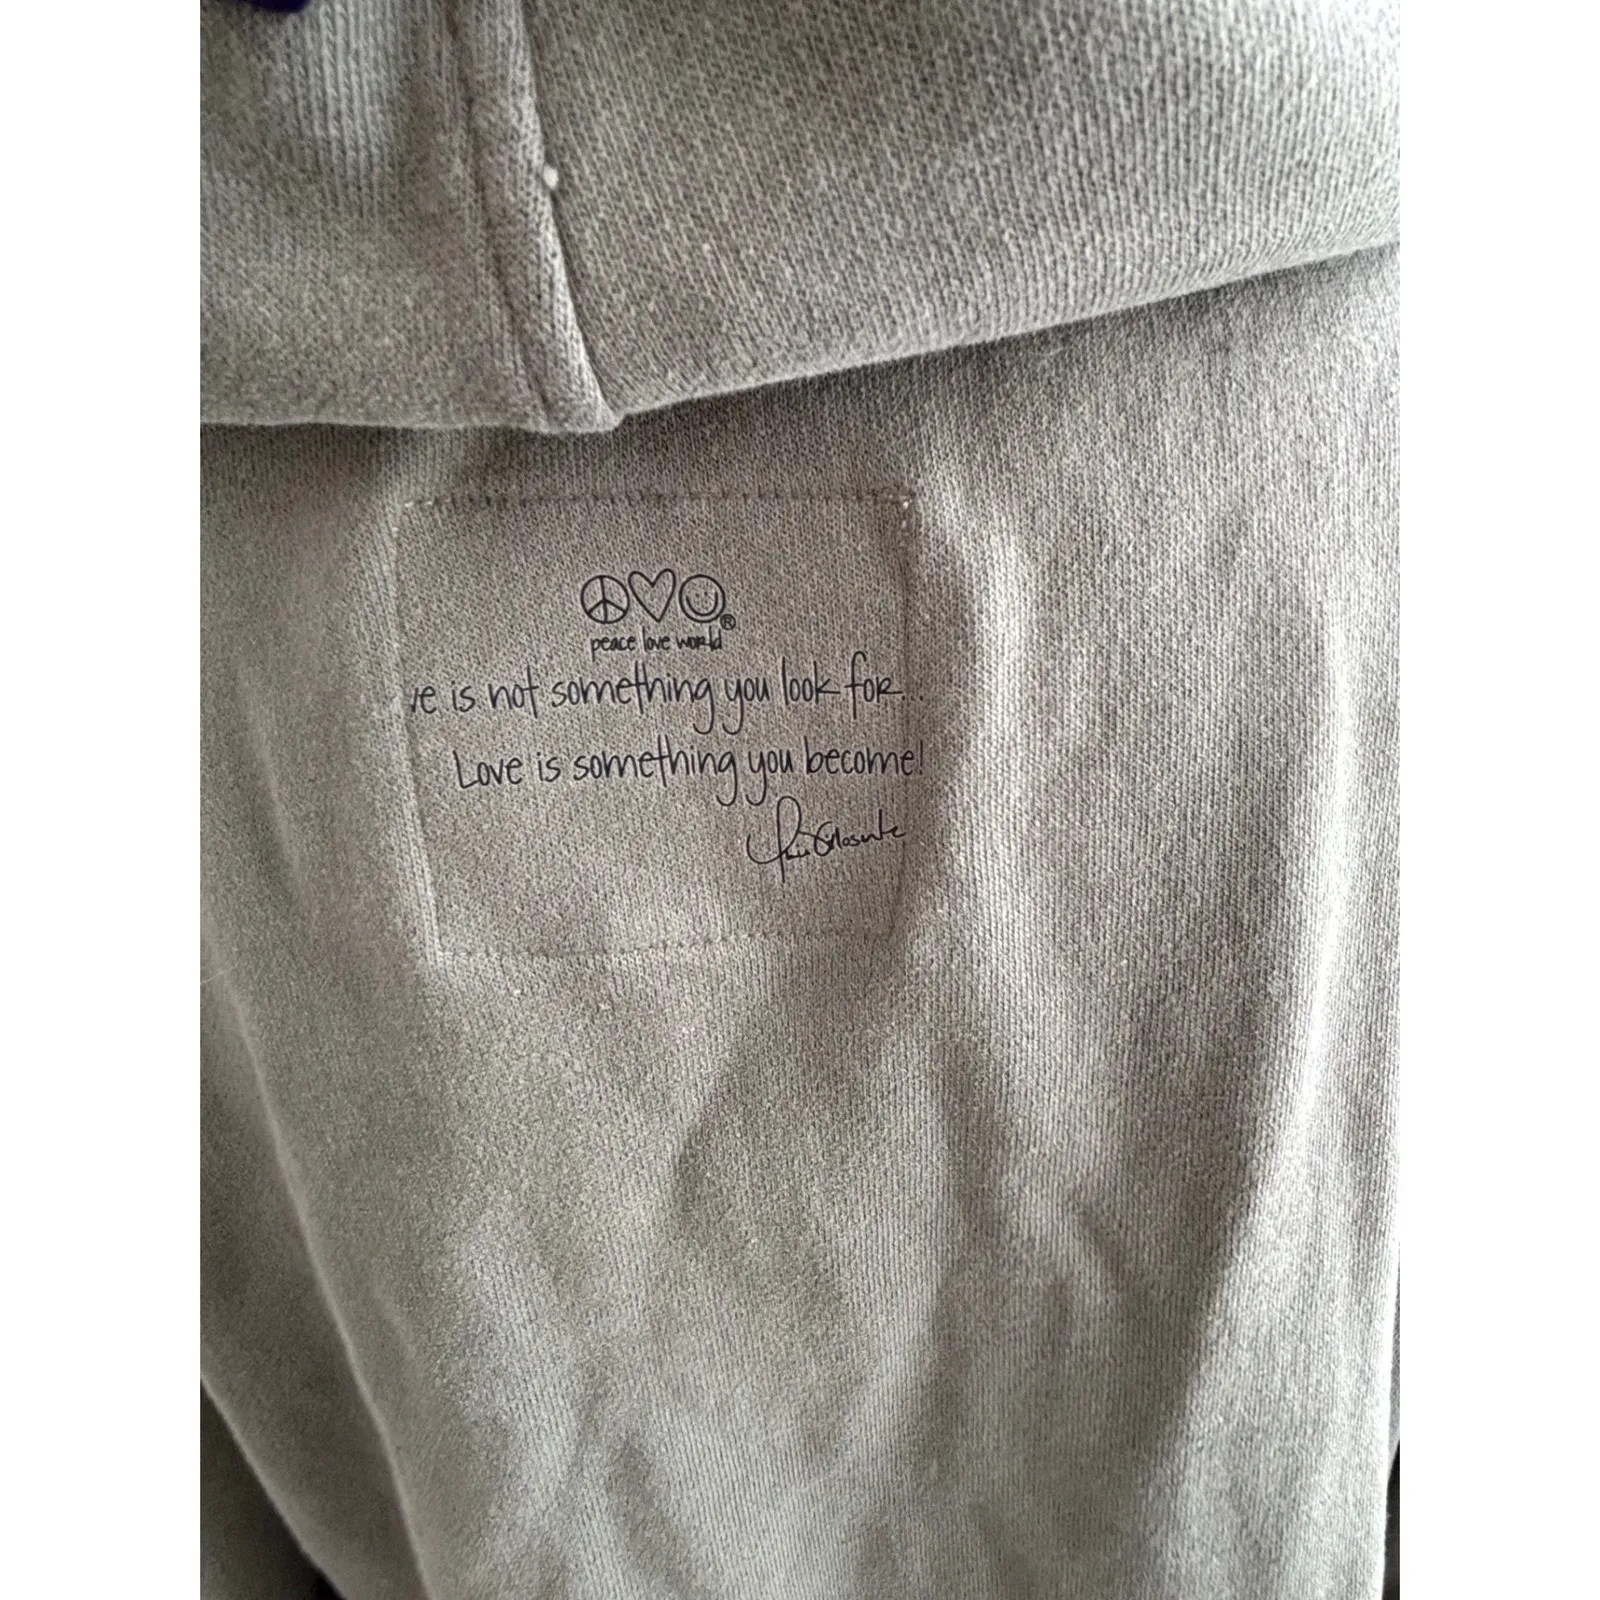 peace love world®
ve is not something you look for...
Love is something you become!